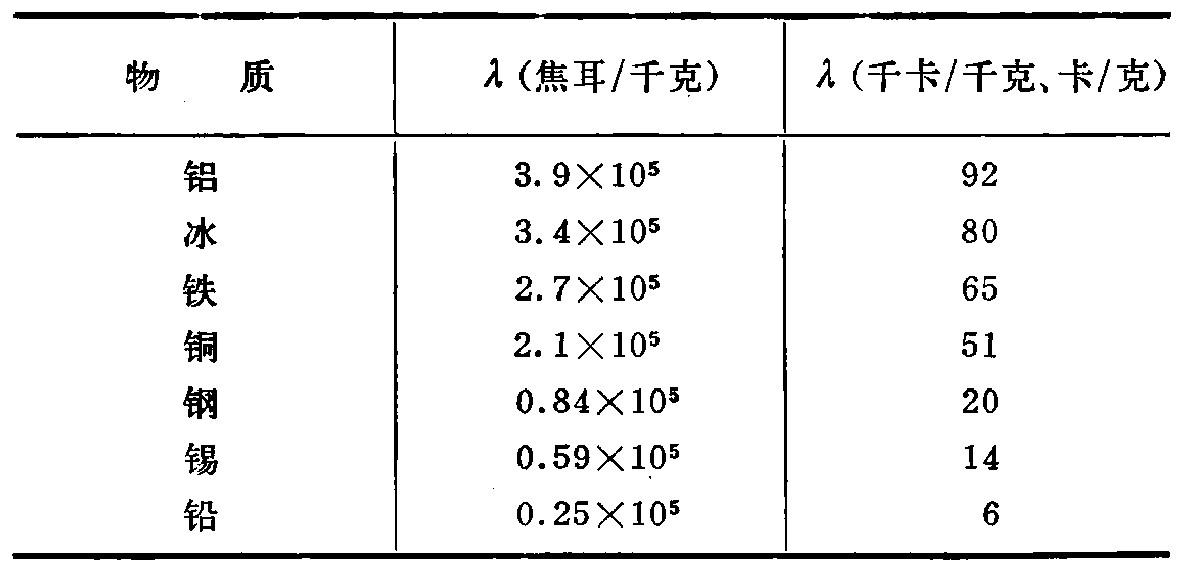 物 质 λ (焦耳/千克) λ (千卡/千克、卡/克)
铝 3.9×10⁵ 92
冰 3.4×10⁵ 80
铁 2.7×10⁵ 65
铜 2.1×10⁵ 51
钢 0.84×10⁵ 20
锡 0.59×10⁵ 14
铅 0.25×10⁵ 6